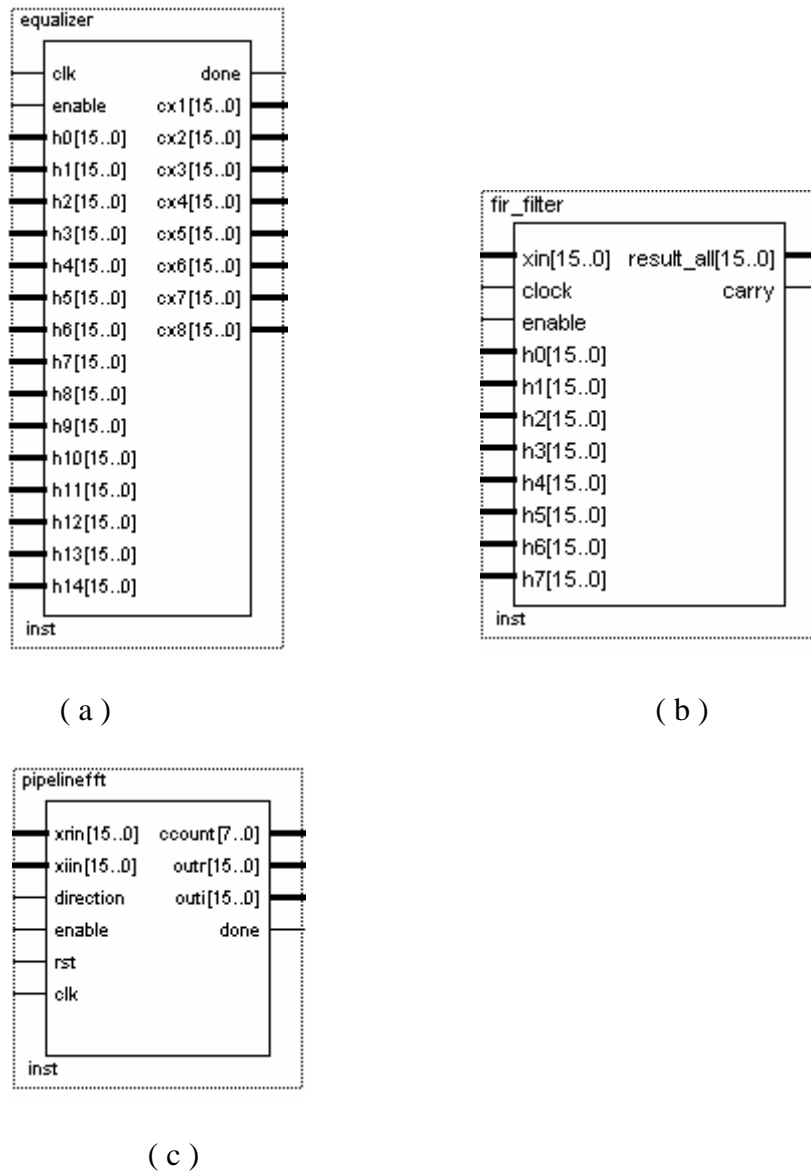 equalizer
clk done
enable cx1[15..0]
h0[15..0] cx2[15..0]
h1[15..0] cx3[15..0]
h2[15..0] cx4[15..0]
h3[15..0] cx5[15..0]
h4[15..0] cx6[15..0]
h5[15..0] cx7[15..0]
h6[15..0] cx8[15..0]
h7[15..0]
h8[15..0]
h9[15..0]
h10[15..0]
h11[15..0]
h12[15..0]
h13[15..0]
h14[15..0]
inst
( a )
fir_filter
xin[15..0] result_all[15..0]
clock carry
enable
h0[15..0]
h1[15..0]
h2[15..0]
h3[15..0]
h4[15..0]
h5[15..0]
h6[15..0]
h7[15..0]
inst
( b )
pipelinefft
xrin[15..0] ccount[7..0]
xiin[15..0] outr[15..0]
direction outi[15..0]
enable done
rst
clk
inst
( c )